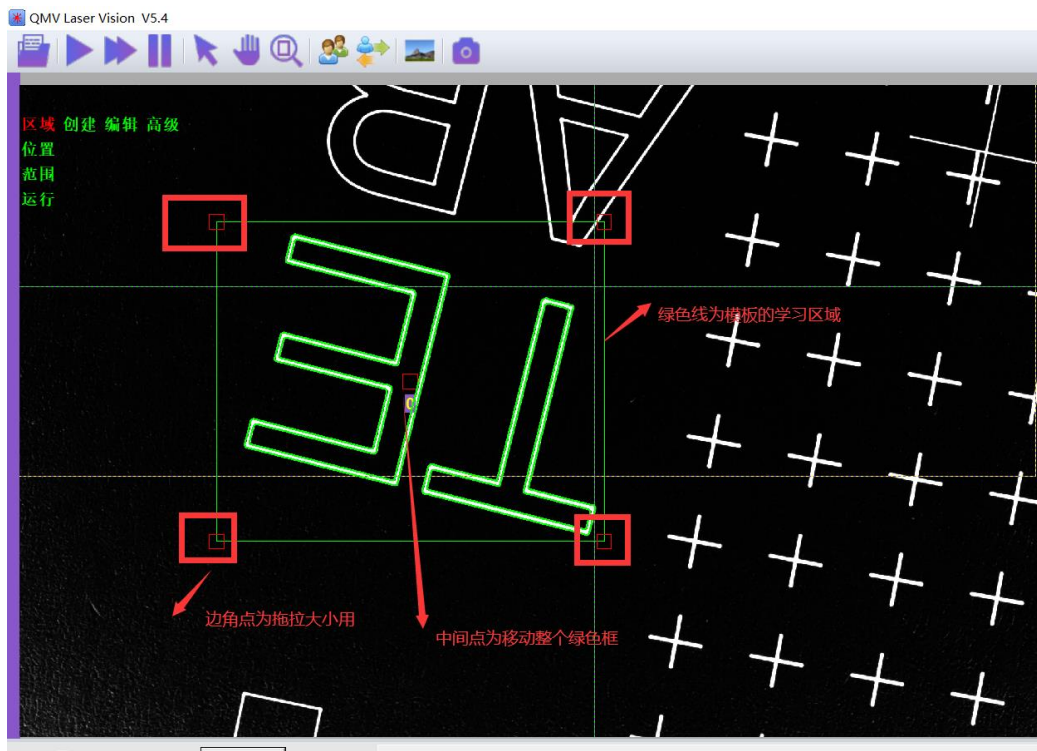 QMV Laser Vision V5.4
区域 创建 编辑 高级
位置
范围
运行
绿色线为模板的学习区域
0
边角点为拖拉大小用
中间点为移动整个绿色框